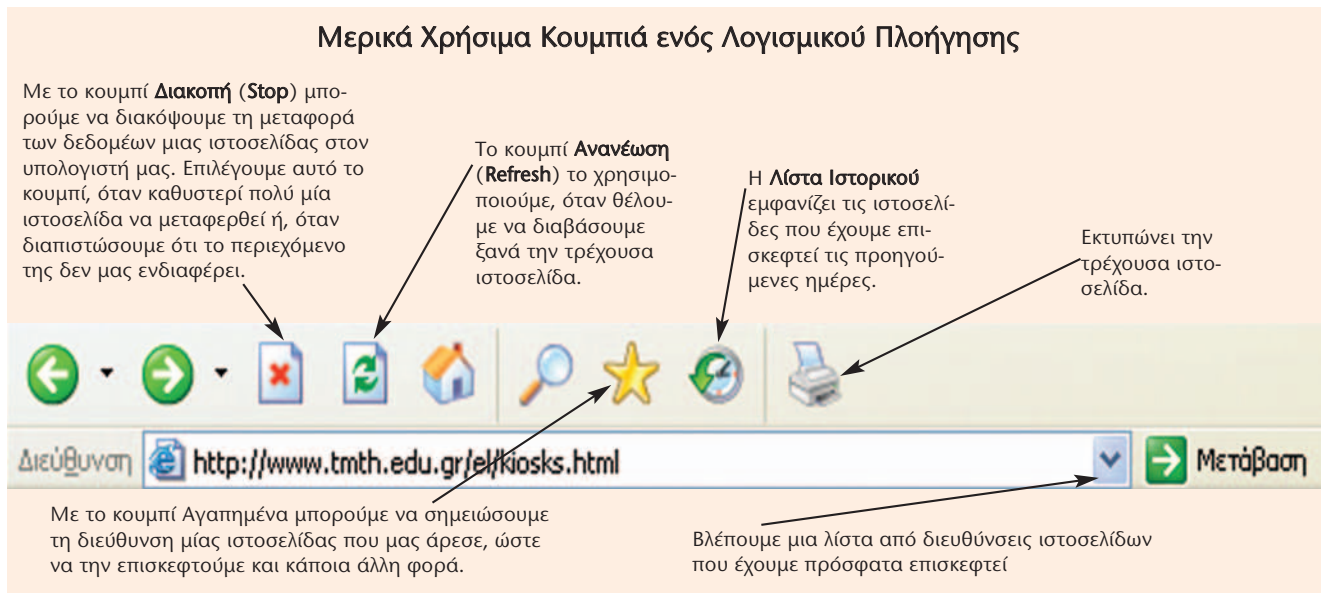 Μερικά Χρήσιμα Κουμπιά ενός Λογισμικού Πλοήγησης
Με το κουμπί Διακοπή (Stop) μπο-
ρούμε να διακόψουμε τη μεταφορά
των δεδομένων μιας ιστοσελίδας στον
υπολογιστή μας. Επιλέγουμε αυτό το
κουμπί, όταν καθυστερί πολύ μία
ιστοσελίδα να μεταφερθεί ή, όταν
διαπιστώσουμε ότι το περιεχόμενο
της δεν μας ενδιαφέρει.
Το κουμπί Ανανέωση
(Refresh) το χρησιμο-
ποιούμε, όταν θέλου-
με να διαβάσουμε
ξανά την τρέχουσα
ιστοσελίδα.
Η Λίστα Ιστορικού
εμφανίζει τις ιστοσελί-
δες που έχουμε επι-
σκεφτεί τις προηγού-
μενες ημέρες.
Εκτυπώνει την
τρέχουσα ιστο-
σελίδα.
Διεύθυνση http://www.tmth.edu.gr/el/kiosks.html Μετάβαση
Με το κουμπί Αγαπημένα μπορούμε να σημειώσουμε
τη διεύθυνση μίας ιστοσελίδας που μας άρεσε, ώστε
να την επισκεφτούμε και κάποια άλλη φορά.
Βλέπουμε μια λίστα από διευθύνσεις ιστοσελίδων
που έχουμε πρόσφατα επισκεφτεί